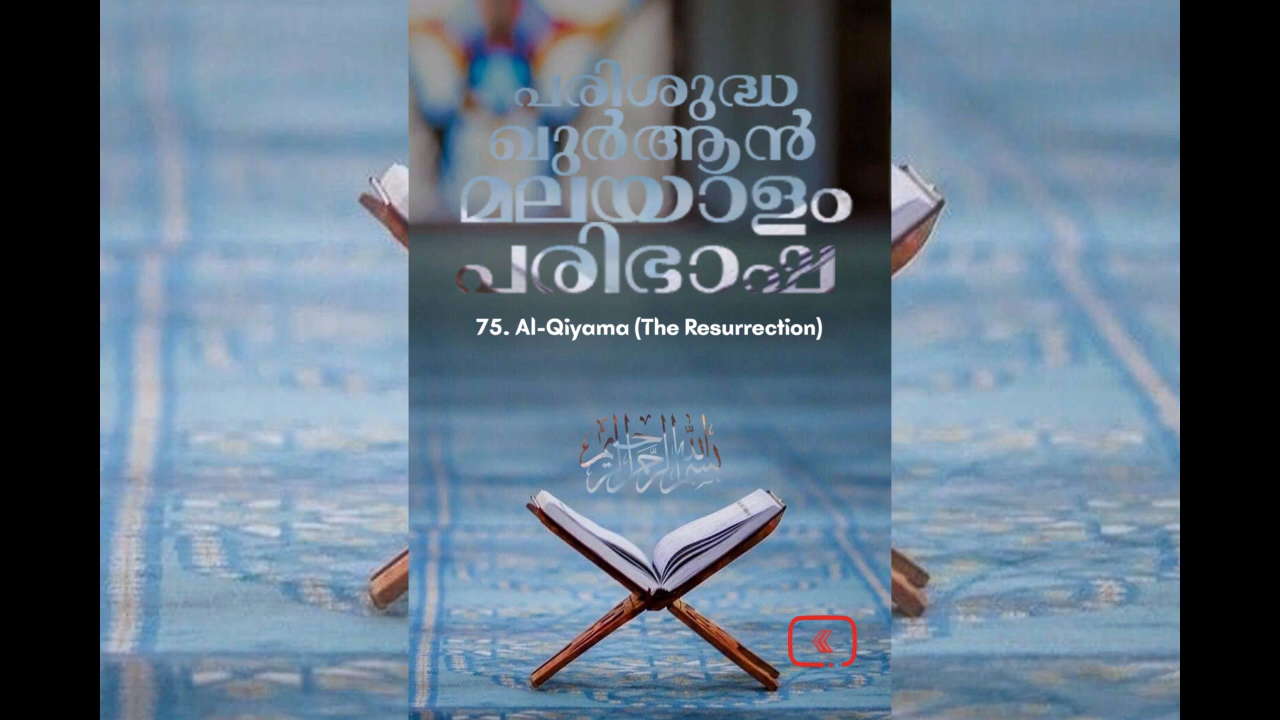 പരിശുദ്ധ
ഖുർആൻ
മലയാളം
പരിഭാഷ
75. Al-Qiyama (The Resurrection)
بسم الله الرحمن الرحيم